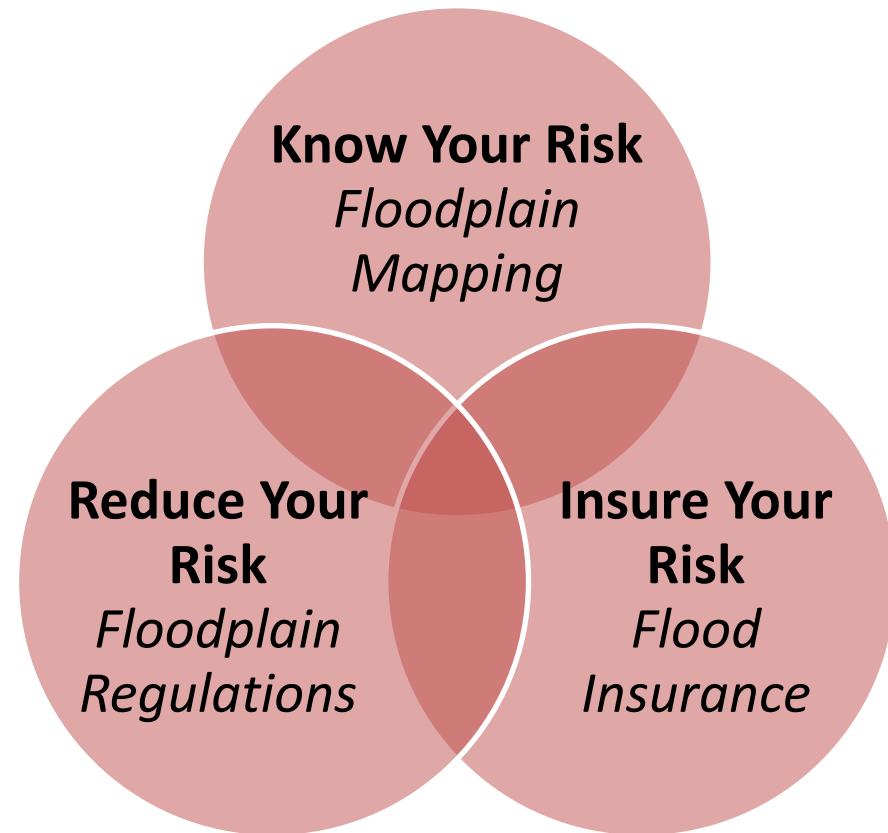 Know Your Risk
Floodplain
Mapping
Reduce Your
Risk
Floodplain
Regulations
Insure Your
Risk
Flood
Insurance